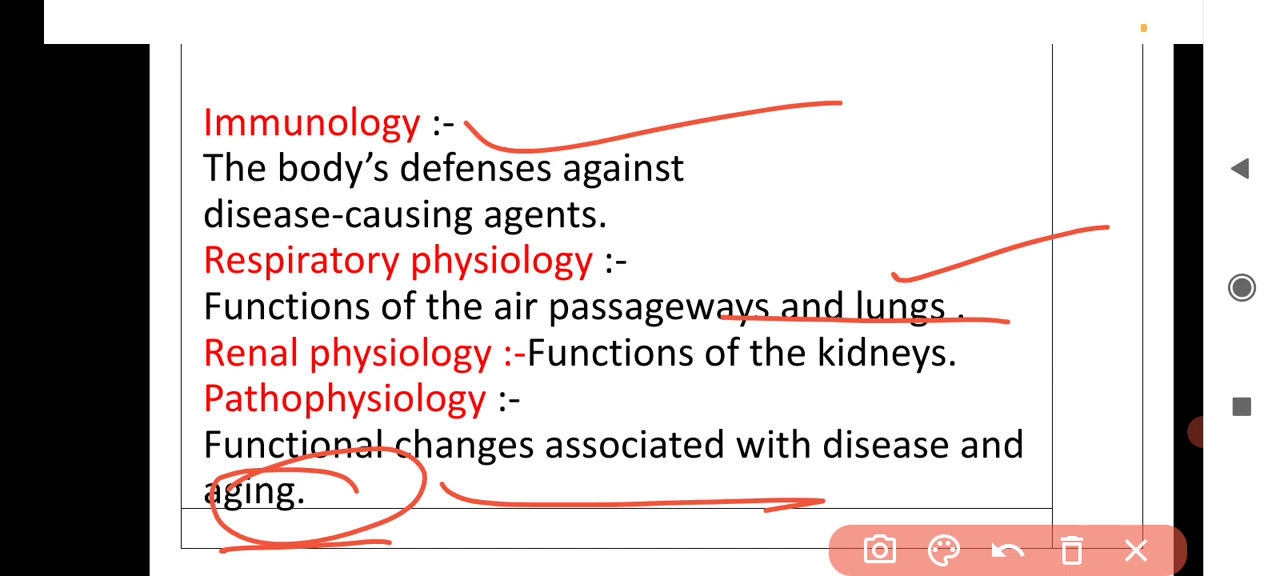 Immunology :-
The body’s defenses against
disease-causing agents.
Respiratory physiology :-
Functions of the air passageways and lungs .
Renal physiology :-Functions of the kidneys.
Pathophysiology :-
Functional changes associated with disease and
aging.